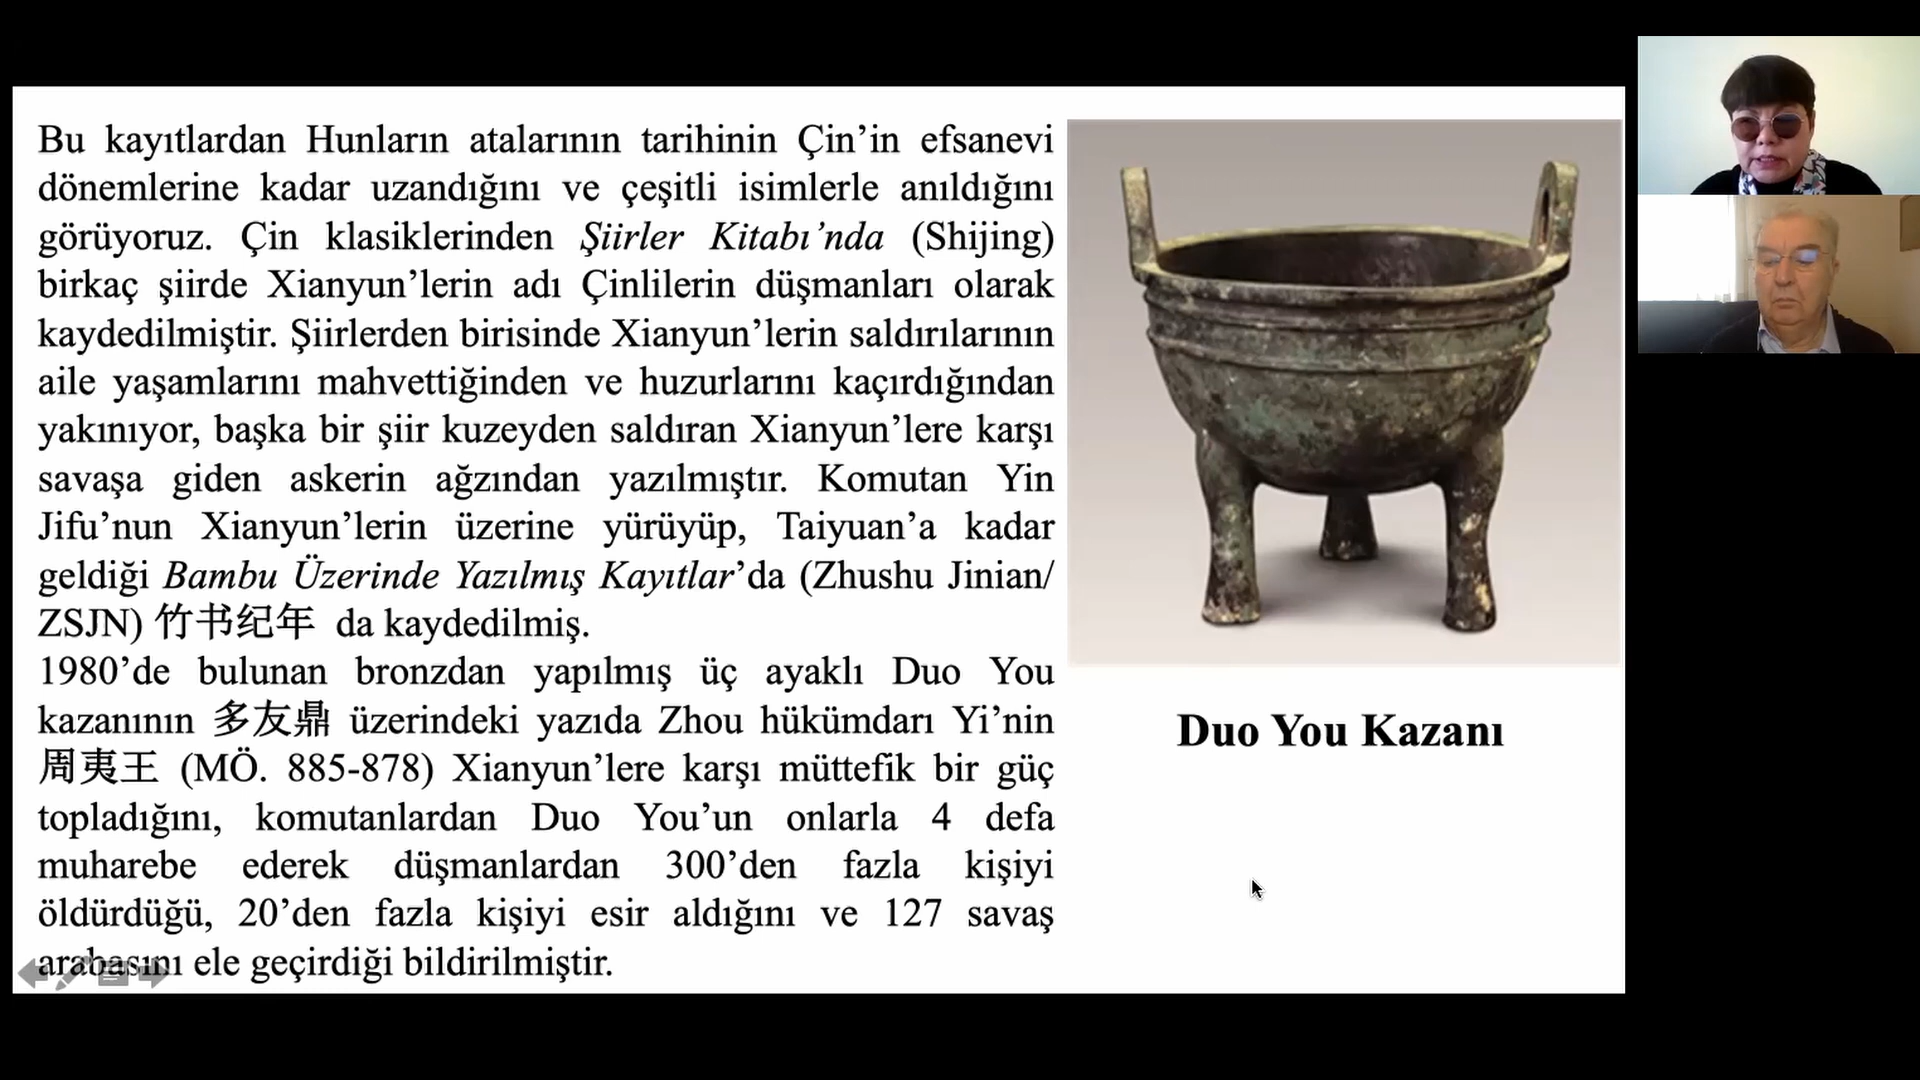 Bu kayıtlardan Hunların atalarının tarihinin Çin’in efsanevi
dönemlerine kadar uzandığını ve çeşitli isimlerle anıldığını
görüyoruz. Çin klasiklerinden Şiirler Kitabı’nda (Shijing)
birkaç şiirde Xianyun’lerin adı Çinlilerin düşmanları olarak
kaydedilmiştir. Şiirlerden birisinde Xianyun’lerin saldırılarının
aile yaşamlarını mahvettiğinden ve huzurlarını kaçırdığından
yakınıyor, başka bir şiir kuzeyden saldıran Xianyun’lere karşı
savaşa giden askerin ağzından yazılmıştır. Komutan Yin
Jifu’nun Xianyun’lerin üzerine yürüyüp, Taiyuan’a kadar
geldiği Bambu Üzerinde Yazılmış Kayıtlar’da (Zhushu Jinian/
ZSJN) 竹书纪年 da kaydedilmiş.
1980’de bulunan bronzdan yapılmış üç ayaklı Duo You
kazanının 多友鼎 üzerindeki yazıda Zhou hükümdarı Yi’nin
周夷王 (MÖ. 885-878) Xianyun’lere karşı müttefik bir güç
topladığını, komutanlardan Duo You’un onlarla 4 defa
muharebe ederek düşmanlardan 300’den fazla kişiyi
öldürdüğü, 20’den fazla kişiyi esir aldığını ve 127 savaş
arabasını ele geçirdiği bildirilmiştir.
Duo You Kazanı